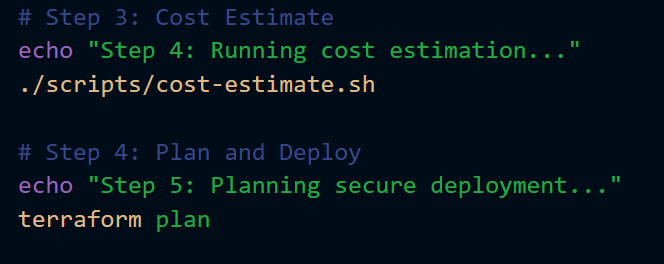 # Step 3: Cost Estimate
echo "Step 4: Running cost estimation..."
./scripts/cost-estimate.sh
# Step 4: Plan and Deploy
echo "Step 5: Planning secure deployment..."
terraform plan